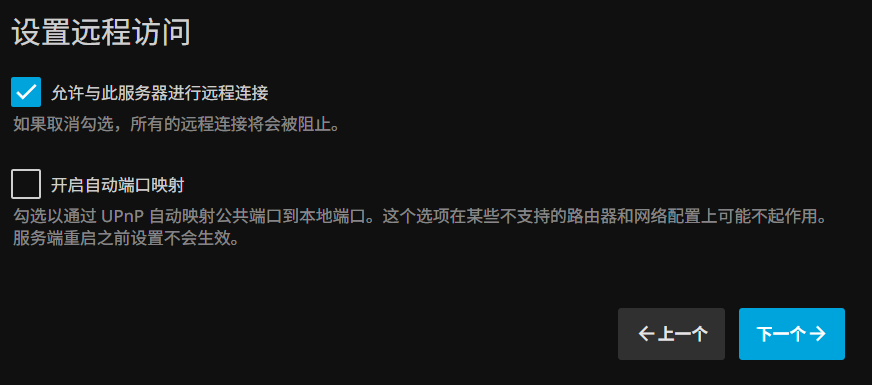 设置远程访问
允许与此服务器进行远程连接
如果取消勾选，所有的远程连接将会被阻止。
开启自动端口映射
勾选以通过 UPnP 自动映射公共端口到本地端口。这个选项在某些不支持的路由器和网络配置上可能不起作用。
服务端重启之前设置不会生效。
上一个
下一个